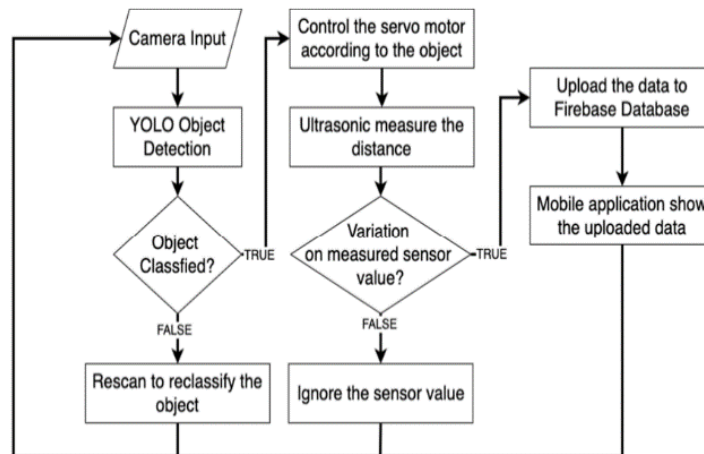 Camera Input
YOLO Object
Detection
Object
Classfied?
TRUE
FALSE
Rescan to reclassify the
object
Control the servo motor
according to the object
Ultrasonic measure the
distance
Variation
on measured sensor
value?
TRUE
FALSE
Ignore the sensor value
Upload the data to
Firebase Database
Mobile application show
the uploaded data